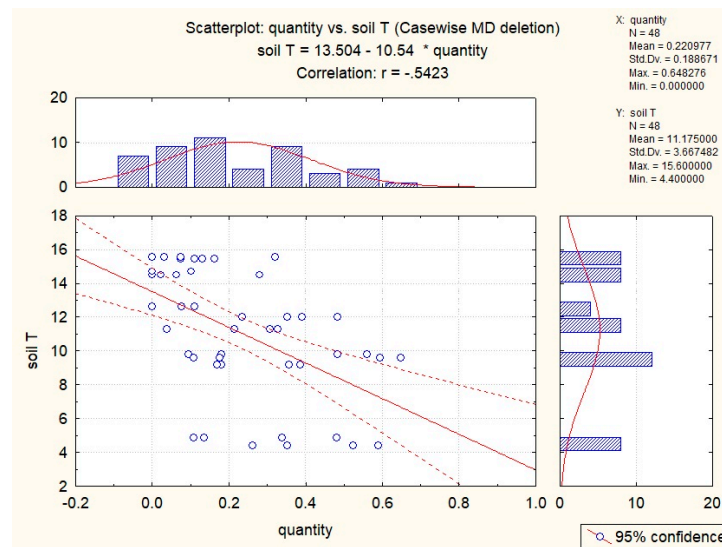 Scatterplot: quantity vs. soil T (Casewise MD deletion)
soil T = 13.504 - 10.54 * quantity
Correlation: r = -.5423
X: quantity
N = 48
Mean = 0.220977
Std.Dv. = 0.188671
Max. = 0.648276
Min. = 0.000000
Y: soil T
N = 48
Mean = 11.175000
Std.Dv. = 3.667482
Max. = 15.600000
Min. = 4.400000
20
10
0
18
16
14
12
10
8
6
4
2
soil T
-0.2 0.0 0.2 0.4 0.6 0.8 1.0
quantity
0 10 20
95% confidence